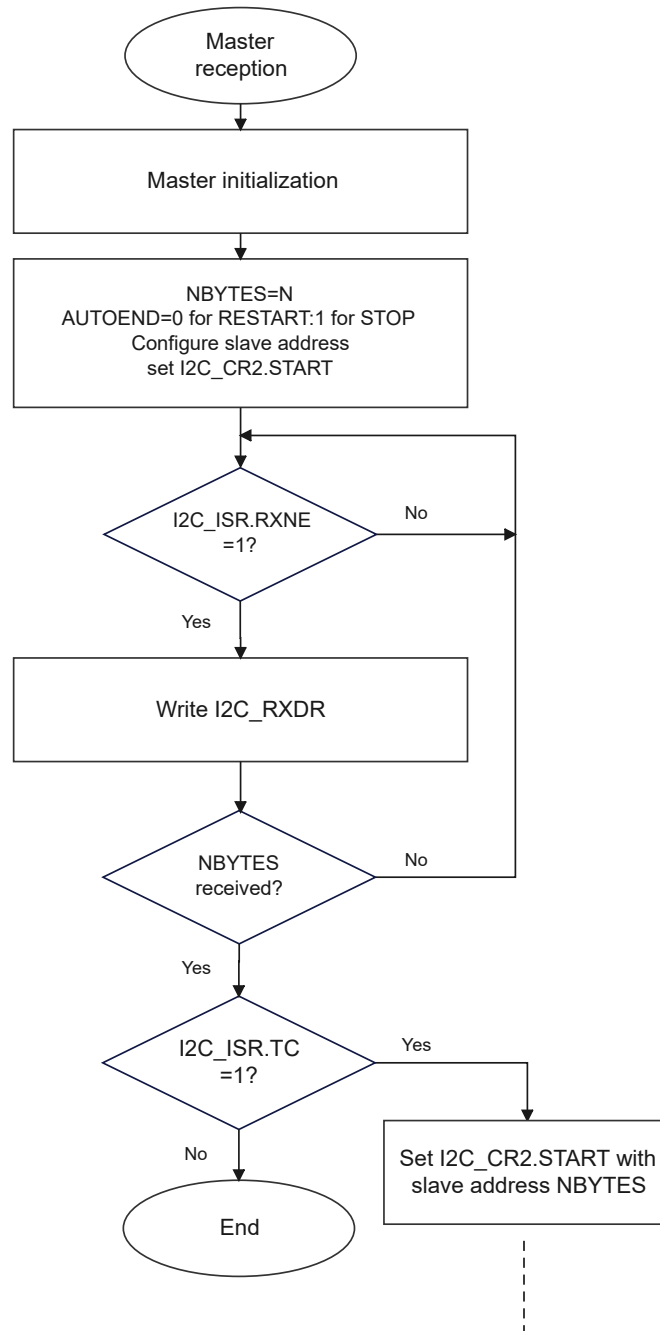 Master
reception
Master initialization
NBYTES=N
AUTOEND=0 for RESTART:1 for STOP
Configure slave address
set I2C_CR2.START
I2C_ISR.RXNE
=1?
No
Yes
Write I2C_RXDR
NBYTES
received?
No
Yes
I2C_ISR.TC
=1?
Yes
No
Set I2C_CR2.START with
slave address NBYTES
End